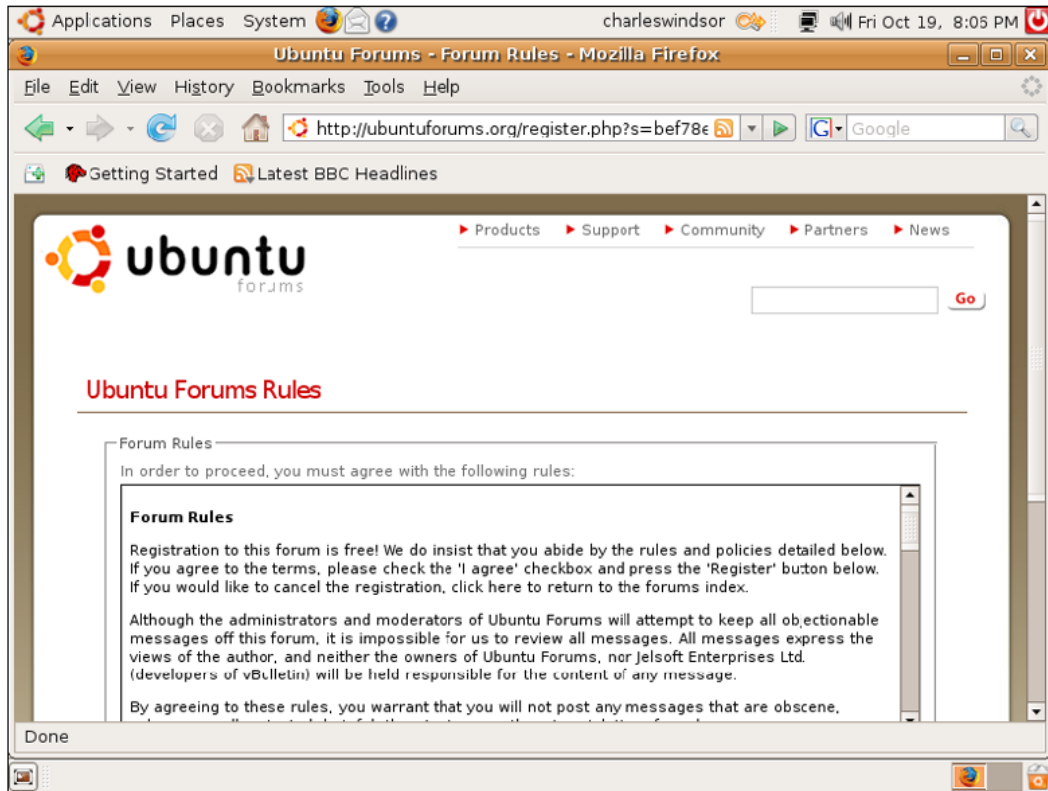 Applications Places System charleswindsor Fri Oct 19, 8:05 PM
Ubuntu Forums - Forum Rules - Mozilla Firefox
File Edit View History Bookmarks Tools Help
http://ubuntuforums.org/register.php?s=bef78e G Google
Getting Started Latest BBC Headlines
Products Support Community Partners News
ubuntu
forums
Go
Ubuntu Forums Rules
Forum Rules
In order to proceed, you must agree with the following rules:
Forum Rules
Registration to this forum is free! We do insist that you abide by the rules and policies detailed below.
If you agree to the terms, please check the 'I agree' checkbox and press the 'Register' button below.
If you would like to cancel the registration, click here to return to the forums index.
Although the administrators and moderators of Ubuntu Forums will attempt to keep all objectionable
messages off this forum, it is impossible for us to review all messages. All messages express the
views of the author, and neither the owners of Ubuntu Forums, nor Jelsoft Enterprises Ltd.
(developers of vBulletin) will be held responsible for the content of any message.
By agreeing to these rules, you warrant that you will not post any messages that are obscene,
Done